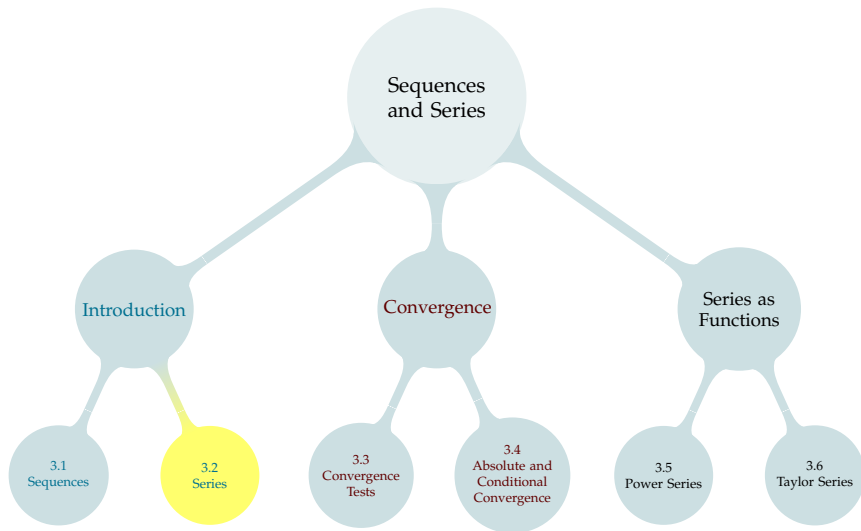 Sequences
and Series
Introduction
Convergence
Series as
Functions
3.1
Sequences
3.2
Series
3.3
Convergence
Tests
3.4
Absolute and
Conditional
Convergence
3.5
Power Series
3.6
Taylor Series